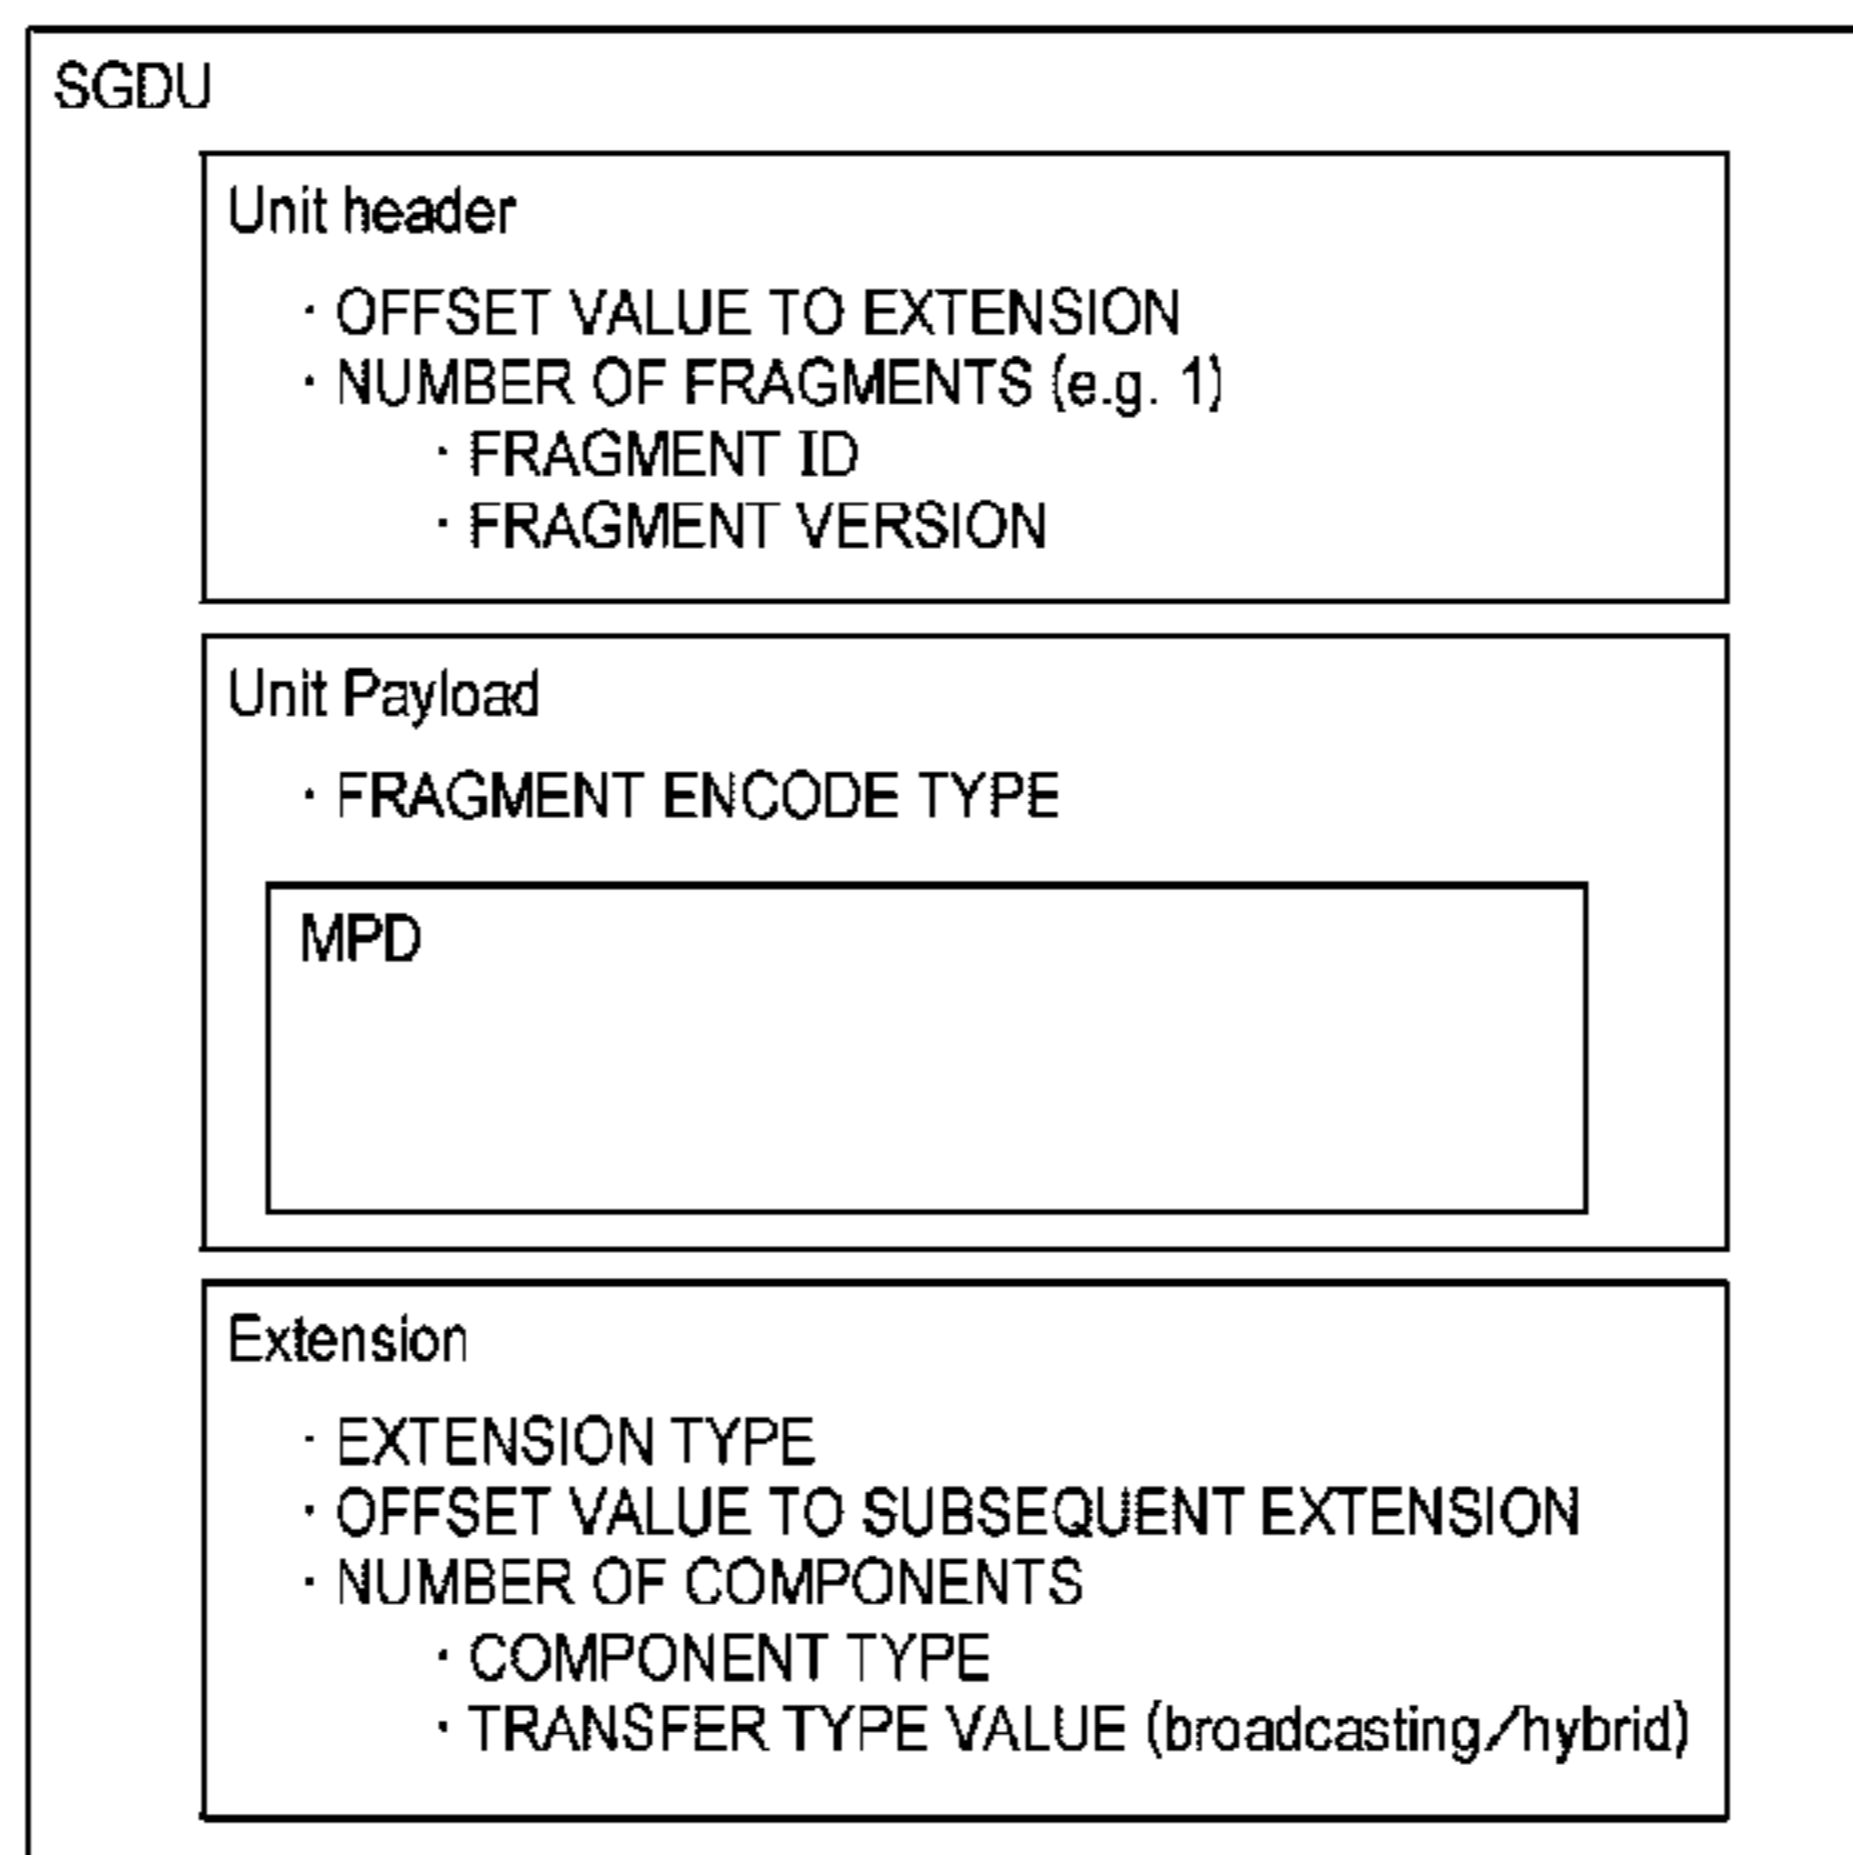 SGDU
Unit header
· OFFSET VALUE TO EXTENSION
· NUMBER OF FRAGMENTS (e.g. 1)
· FRAGMENT ID
· FRAGMENT VERSION
Unit Payload
· FRAGMENT ENCODE TYPE
MPD
Extension
· EXTENSION TYPE
· OFFSET VALUE TO SUBSEQUENT EXTENSION
· NUMBER OF COMPONENTS
· COMPONENT TYPE
· TRANSFER TYPE VALUE (broadcasting/hybrid)